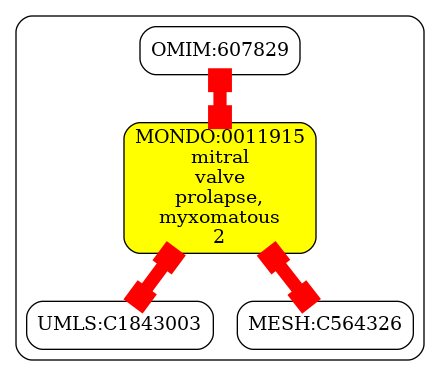 OMIM:607829
MONDO:0011915
mitral
valve
prolapse,
myxomatous
2
UMLS:C1843003
MESH:C564326